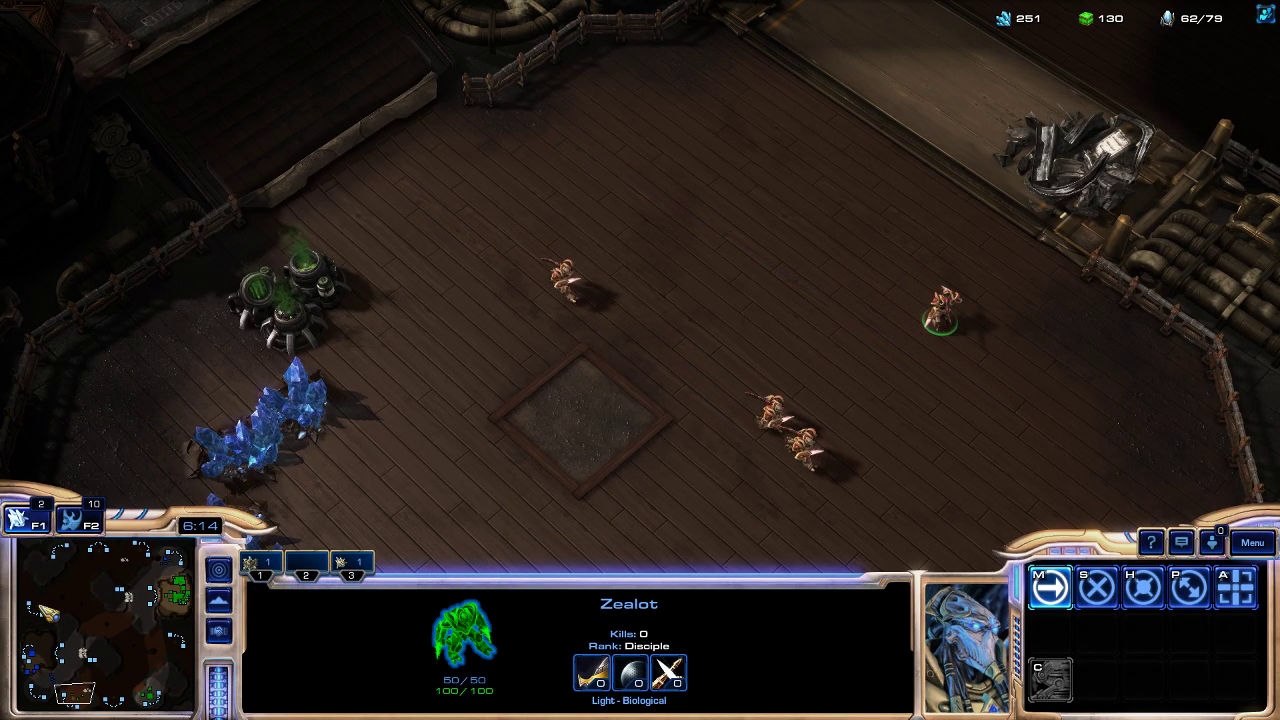 251 130 62/79
2 10
F1 F2
6:14
0
? Menu
1 1
1 2 3
Zealot
M S H P A
Kills: 0
Rank: Disciple
C
50/50
0 0 0
100/100
Light - Biological